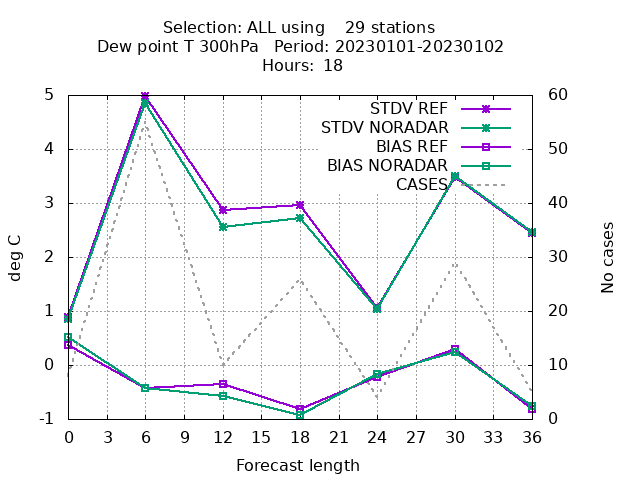 Selection: ALL using    29 stations
Dew point T 300hPa   Period: 20230101-20230102
Hours: 18
STDV REF
STDV NORADAR
BIAS REF
BIAS NORADAR
CASES
5
4
3
2
1
0
-1
deg C
60
50
40
30
20
10
0
No cases
0 3 6 9 12 15 18 21 24 27 30 33 36
Forecast length